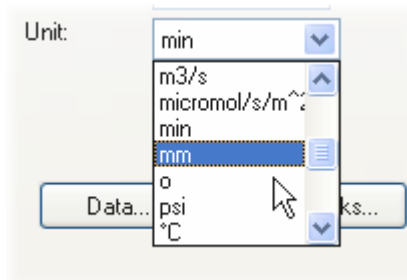 Unit: min
m3/s
micromol/s/m^2
min
mm
o
Data... psi ks...
°C